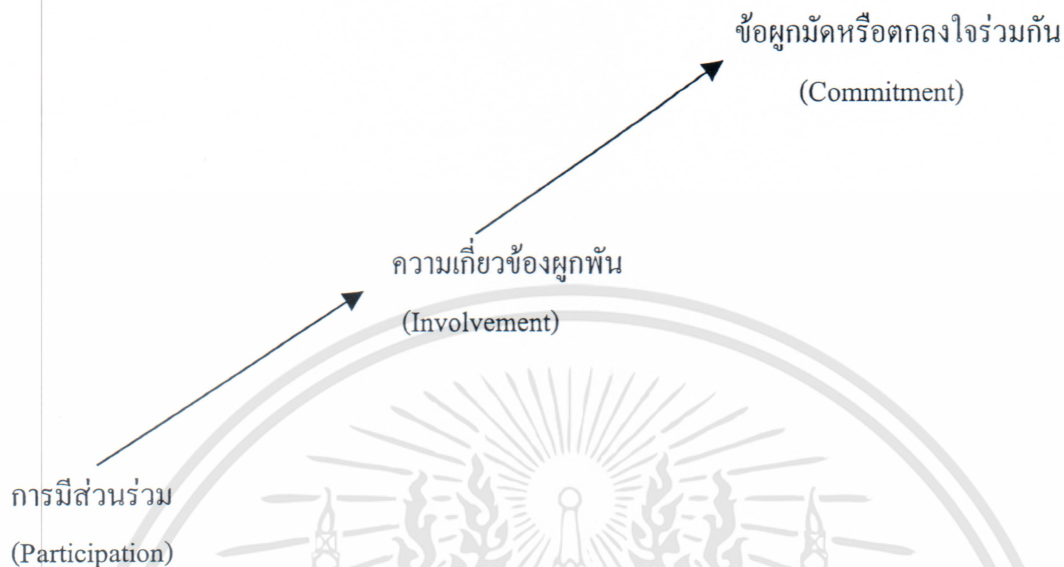 ข้อผูกมัดหรือตกลงใจร่วมกัน
(Commitment)
ความเกี่ยวข้องผูกพัน
(Involvement)
การมีส่วนร่วม
(Participation)